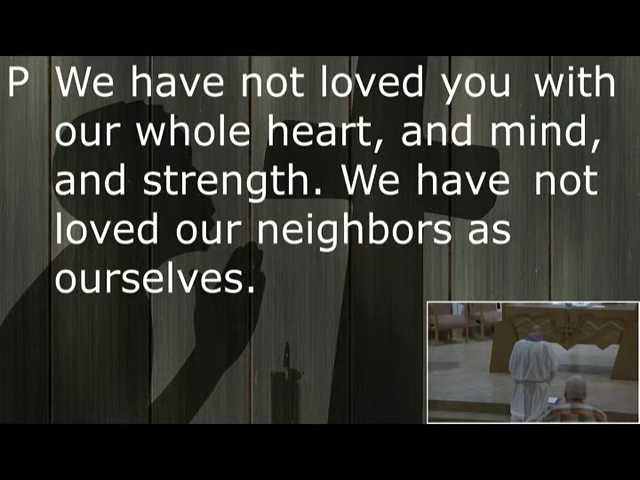 P We have not loved you with
our whole heart, and mind,
and strength. We have not
loved our neighbors as
ourselves.